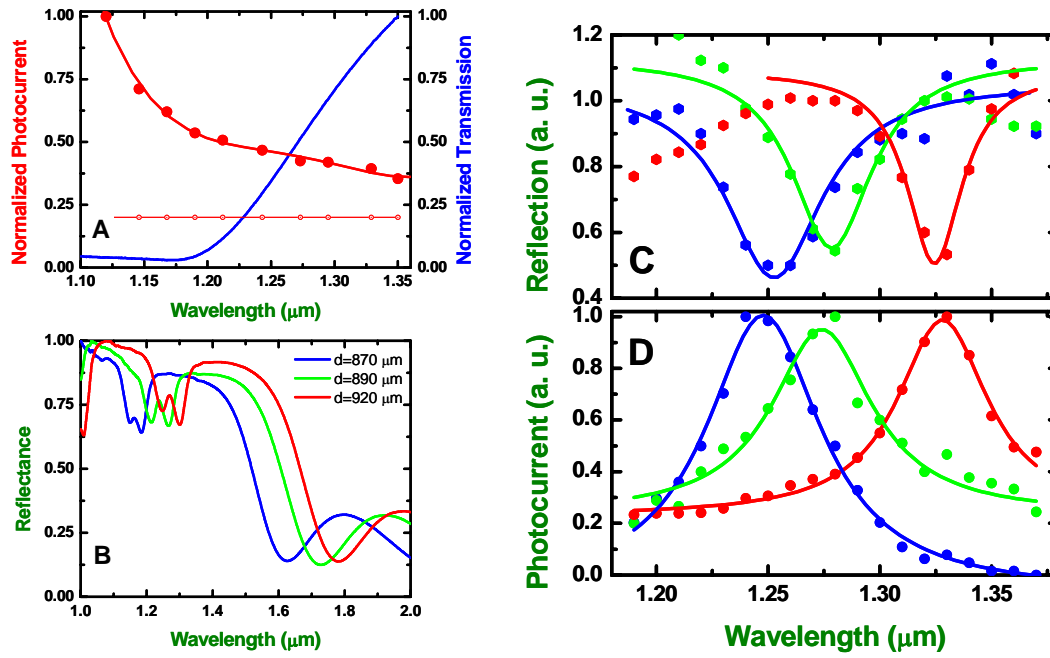 1.00
0.75
0.50
0.25
0.00
Normalized Photocurrent
A
1.00
0.75
0.50
0.25
0.00
Normalized Transmission
1.10 1.15 1.20 1.25 1.30 1.35
Wavelength (μm)
1.00
0.75
0.50
0.25
0.00
Reflectance
d=870 μm
d=890 μm
d=920 μm
B
1.0 1.2 1.4 1.6 1.8 2.0
Wavelength (μm)
1.2
1.0
0.8
0.6
0.4
Reflection (a. u.)
C
1.0
0.8
0.6
0.4
0.2
0.0
Photocurrent (a. u.)
D
1.20 1.25 1.30 1.35
Wavelength (μm)